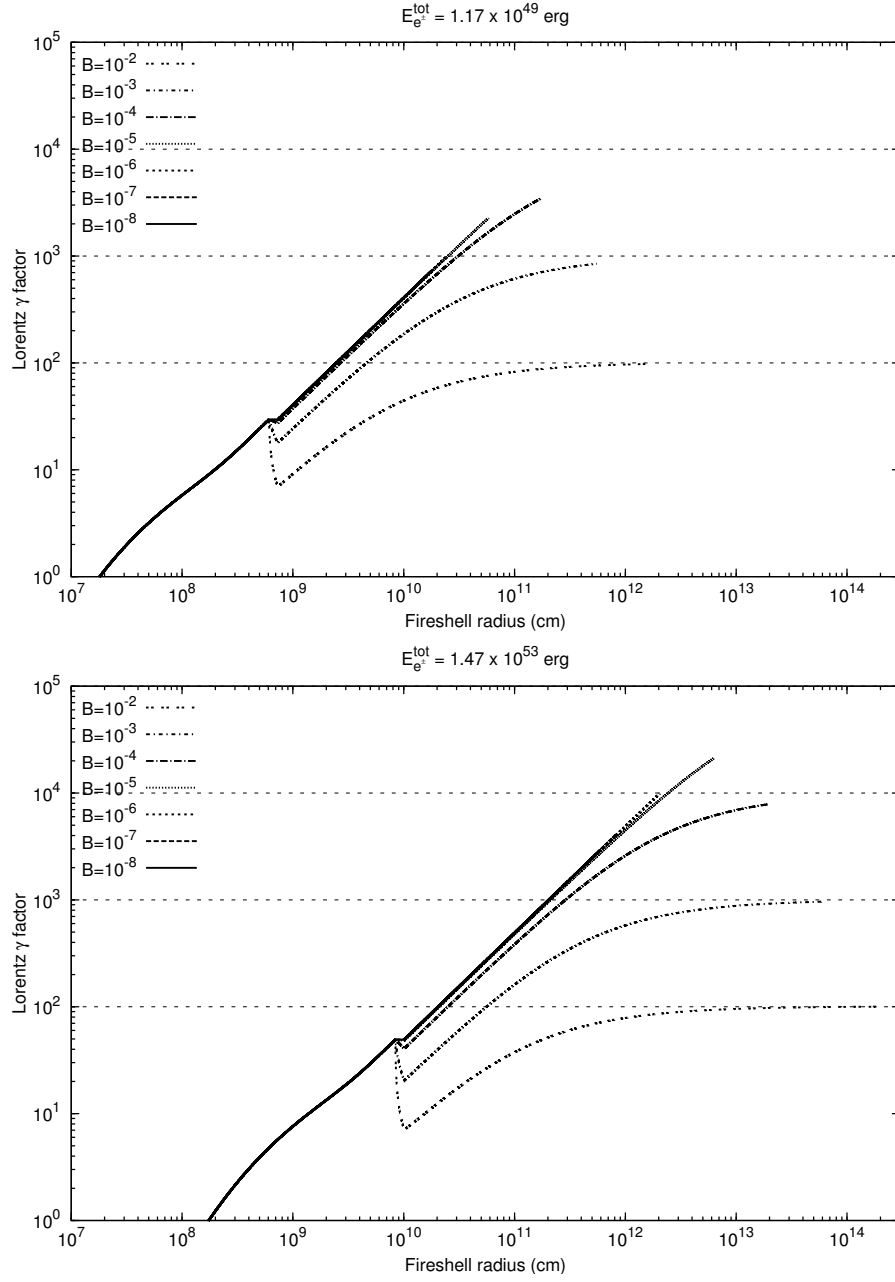 E_{e^±}^{tot} = 1.17 x 10^{49} erg
10^5
10^4
10^3
10^2
10^1
10^0
Lorentz γ factor
B=10^{-2}
B=10^{-3}
B=10^{-4}
B=10^{-5}
B=10^{-6}
B=10^{-7}
B=10^{-8}
10^7 10^8 10^9 10^{10} 10^{11} 10^{12} 10^{13} 10^{14}
Fireshell radius (cm)
E_{e^±}^{tot} = 1.47 x 10^{53} erg
10^5
10^4
10^3
10^2
10^1
10^0
Lorentz γ factor
B=10^{-2}
B=10^{-3}
B=10^{-4}
B=10^{-5}
B=10^{-6}
B=10^{-7}
B=10^{-8}
10^7 10^8 10^9 10^{10} 10^{11} 10^{12} 10^{13} 10^{14}
Fireshell radius (cm)